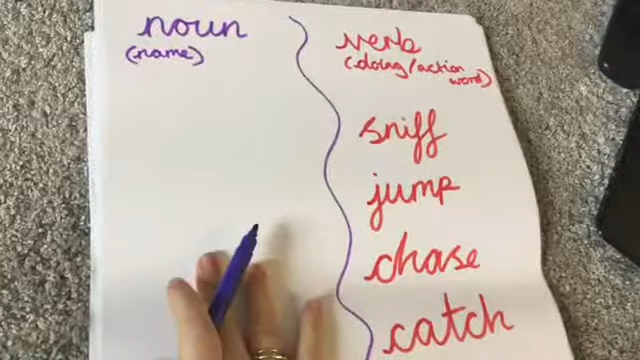 noun
(name)
verb
(doing/action
word)
sniff
jump
chase
catch